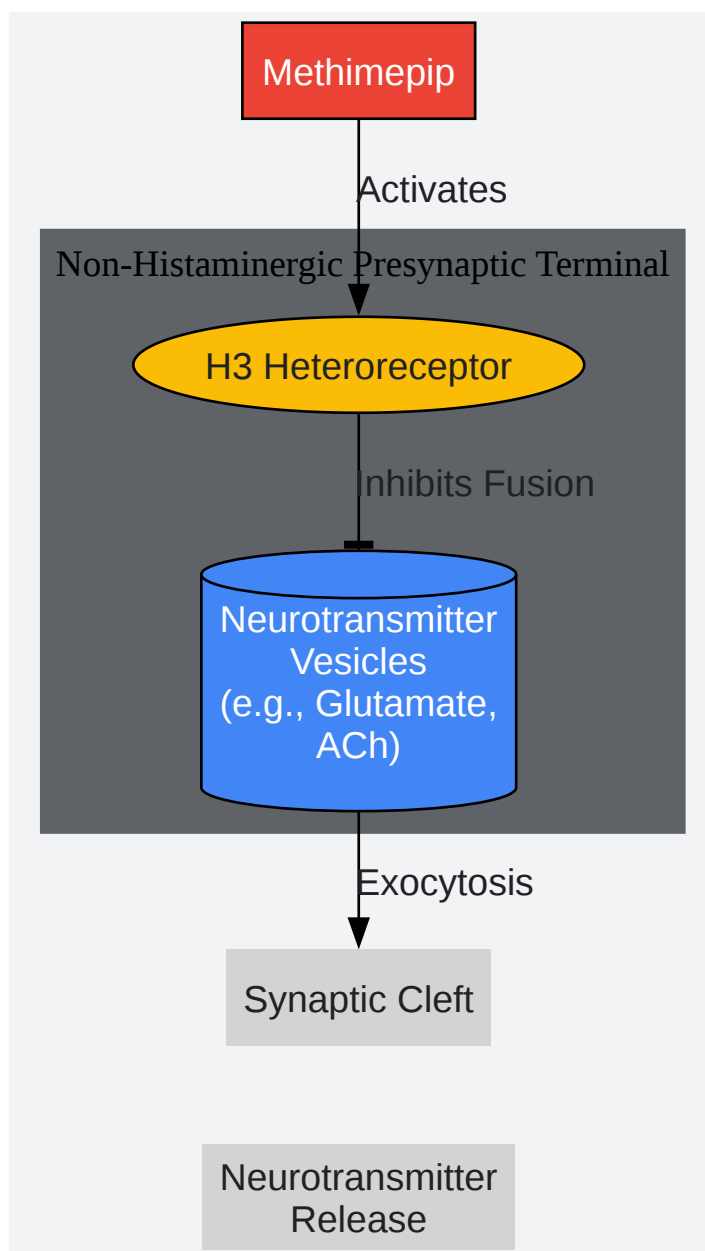 Methimepip
Activates
Non-Histaminergic Presynaptic Terminal
H3 Heteroreceptor
Inhibits Fusion
Neurotransmitter
Vesicles
(e.g., Glutamate,
ACh)
Exocytosis
Synaptic Cleft
Neurotransmitter
Release